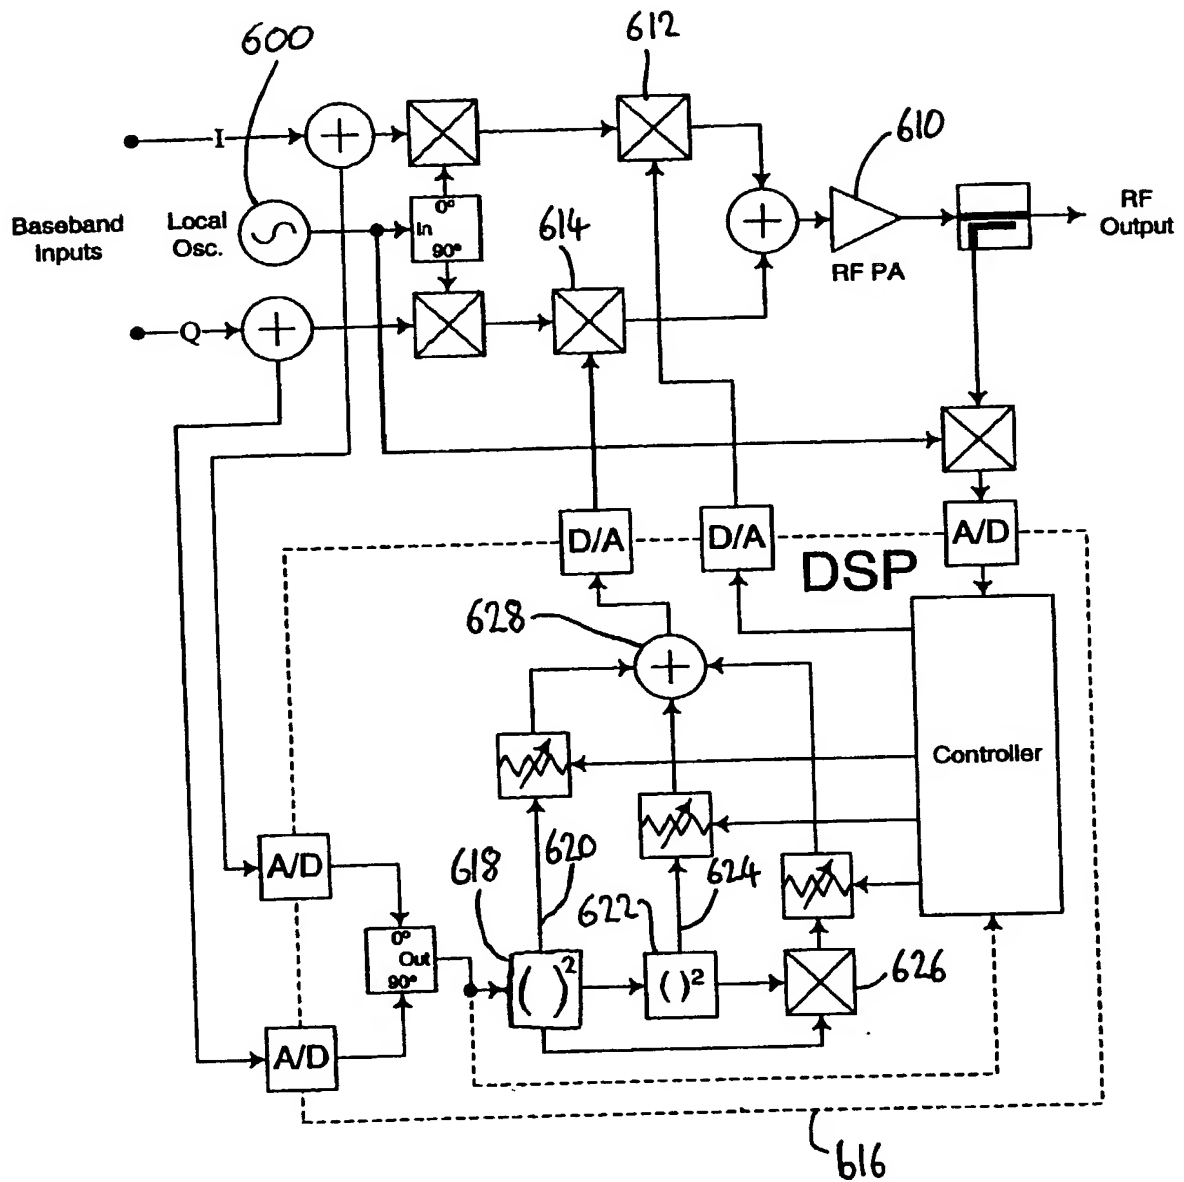 600
612
I
610
Baseband
Inputs
Local
Osc.
0°
In
90°
614
RF PA
RF
Output
Q
D/A
D/A
A/D
DSP
628
Controller
620
618
624
622
A/D
0°
Out
90°
( )²
( )²
626
A/D
616